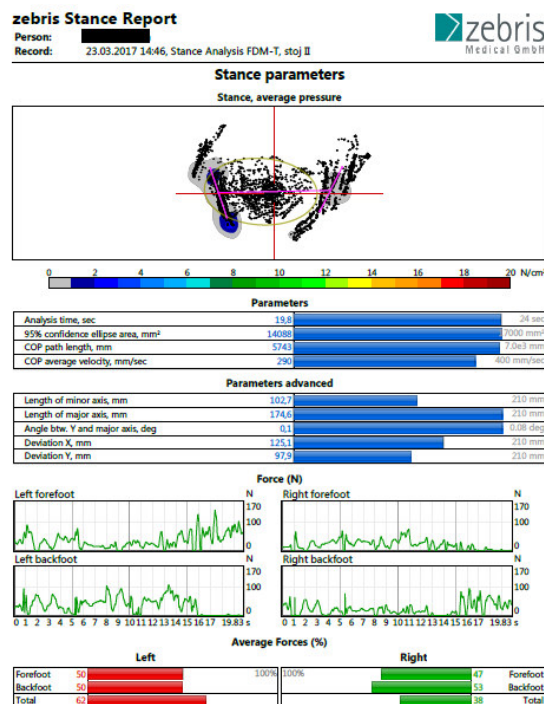 zebris Stance Report
zebris
Medical GmbH
Person:
Record: 23.03.2017 14:46, Stance Analysis FDM-T, stoj II
Stance parameters
Stance, average pressure
0 2 4 6 8 10 12 14 16 18 20 N/cm²
Parameters
Analysis time, sec 19,8 24 sec
95% confidence ellipse area, mm² 14088 7000 mm²
COP path length, mm 5743 7.0e3 mm
COP average velocity, mm/sec 290 400 mm/sec
Parameters advanced
Length of minor axis, mm 102,7 210 mm
Length of major axis, mm 174,6 210 mm
Angle btw. Y and major axis, deg 0,1 0.08 deg
Deviation X, mm 125,1 210 mm
Deviation Y, mm 97,9 210 mm
Force (N)
Left forefoot N Right forefoot N
170 170
100 100
0 0
Left backfoot N Right backfoot N
170 170
100 100
0 0
0 1 2 3 4 5 6 7 8 9 10 11 12 13 14 15 16 17 19.83 s 0 1 2 3 4 5 6 7 8 9 10 11 12 13 14 15 16 17 19.83 s
Average Forces (%)
Left Right
Forefoot 50 100% 100% 47 Forefoot
Backfoot 50 53 Backfoot
Total 62 38 Total